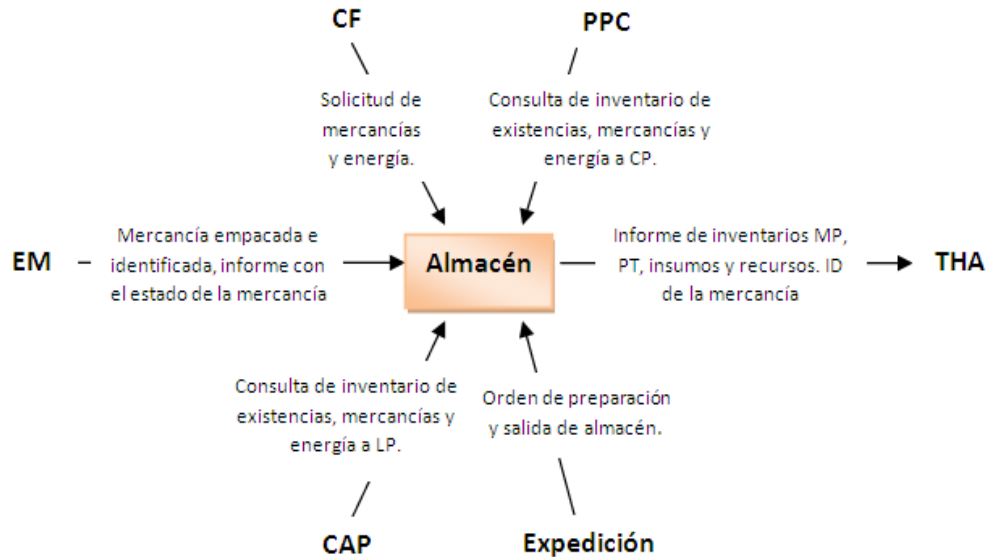 CF
PPC
Solicitud de
mercancías
y energía.
Consulta de inventario de
existencias, mercancías y
energía a CP.
EM
Mercancía empacada e
identificada, informe con
el estado de la mercancía
Almacén
Informe de inventarios MP,
PT, insumos y recursos. ID
de la mercancía
THA
Consulta de inventario de
existencias, mercancías y
energía a LP.
Orden de preparación
y salida de almacén.
CAP
Expedición